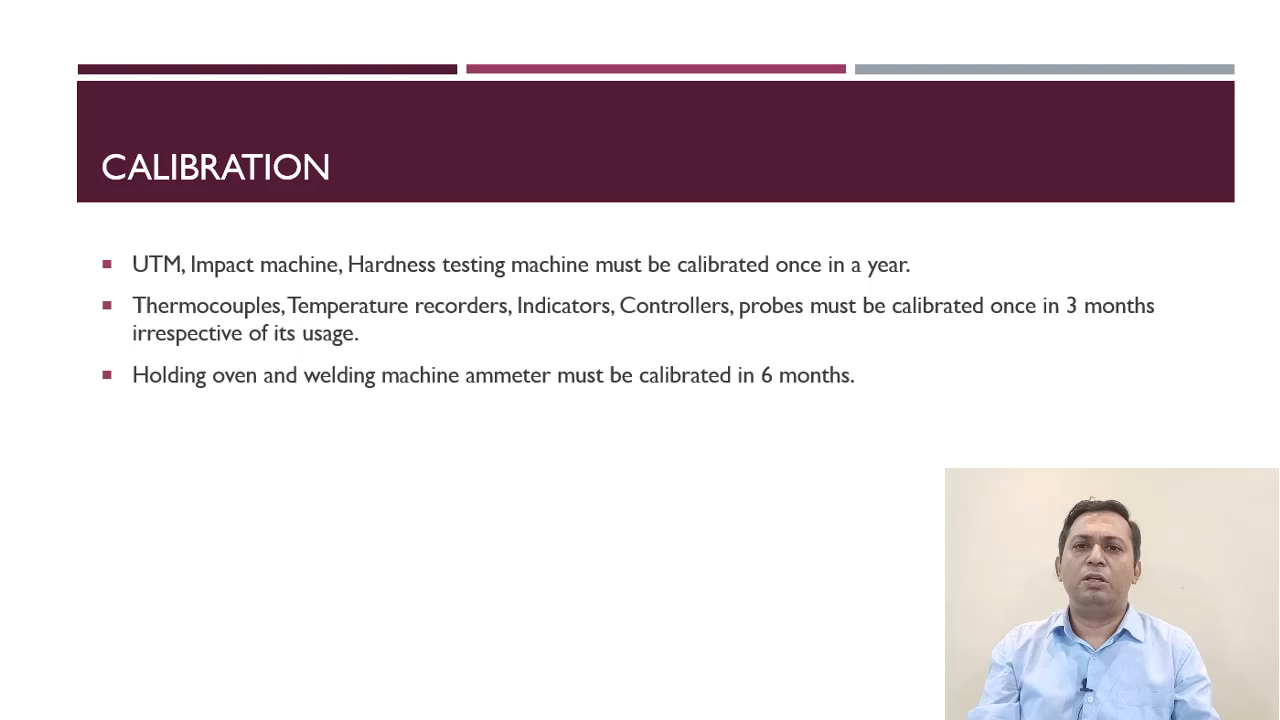 CALIBRATION
UTM, Impact machine, Hardness testing machine must be calibrated once in a year.
Thermocouples, Temperature recorders, Indicators, Controllers, probes must be calibrated once in 3 months
irrespective of its usage.
Holding oven and welding machine ammeter must be calibrated in 6 months.